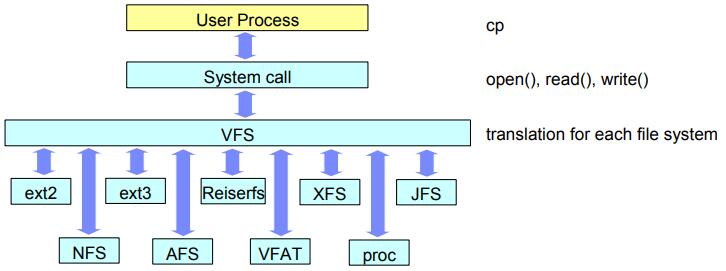 User Process
cp
System call
open(), read(), write()
VFS
translation for each file system
ext2
ext3
Reiserfs
XFS
JFS
NFS
AFS
VFAT
proc